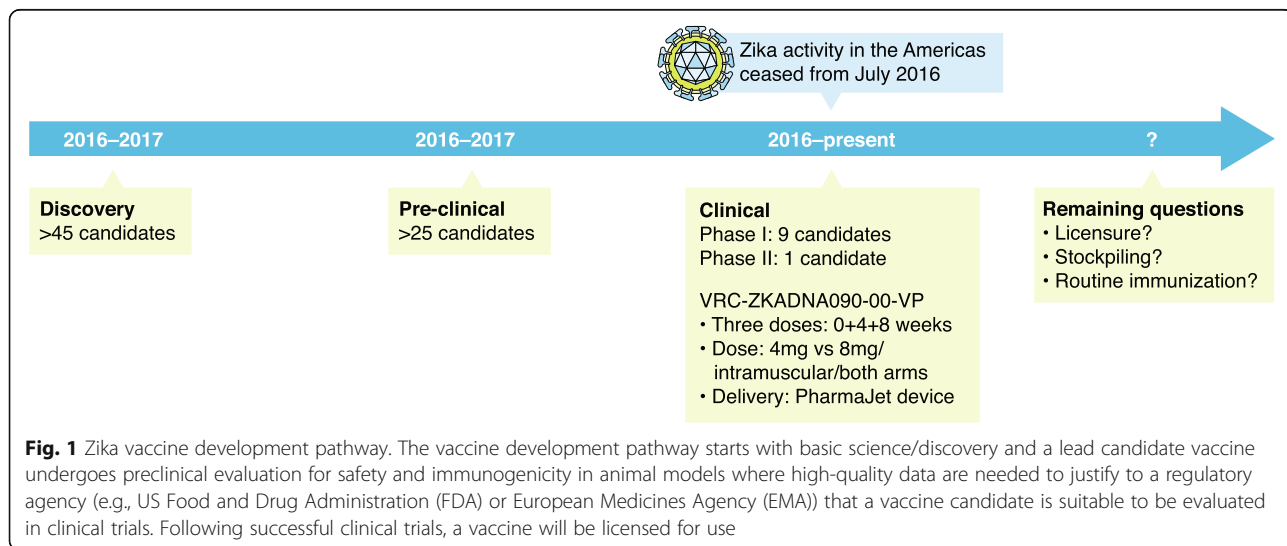 Zika activity in the Americas
ceased from July 2016
2016–2017
2016–2017
2016–present
?
Discovery
>45 candidates
Pre-clinical
>25 candidates
Clinical
Phase I: 9 candidates
Phase II: 1 candidate
VRC-ZKADNA090-00-VP
• Three doses: 0+4+8 weeks
• Dose: 4mg vs 8mg/
intramuscular/both arms
• Delivery: PharmaJet device
Remaining questions
• Licensure?
• Stockpiling?
• Routine immunization?
Fig. 1 Zika vaccine development pathway. The vaccine development pathway starts with basic science/discovery and a lead candidate vaccine
undergoes preclinical evaluation for safety and immunogenicity in animal models where high-quality data are needed to justify to a regulatory
agency (e.g., US Food and Drug Administration (FDA) or European Medicines Agency (EMA)) that a vaccine candidate is suitable to be evaluated
in clinical trials. Following successful clinical trials, a vaccine will be licensed for use